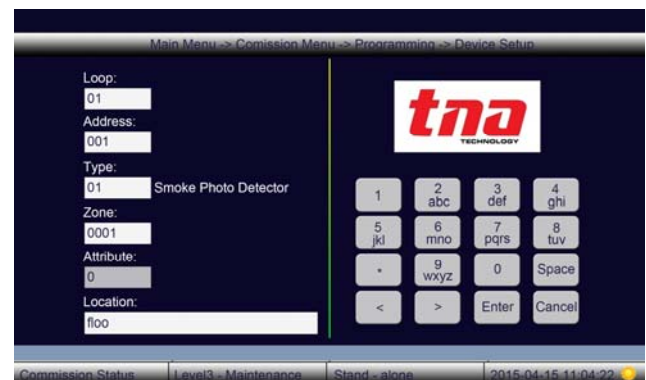 Main Menu -> Comission Menu -> Programming -> Device Setup
Loop:
01
Address:
001
Type:
01 Smoke Photo Detector
Zone:
0001
Attribute:
0
Location:
floo
tna
TECHNOLOGY
1 2 3 4
abc def ghi
5 6 7 8
jkl mno pqrs tuv
* 9 0 Space
wxyz
< > Enter Cancel
Commission Status Level3 - Maintenance Stand - alone 2015-04-15 11:04:22